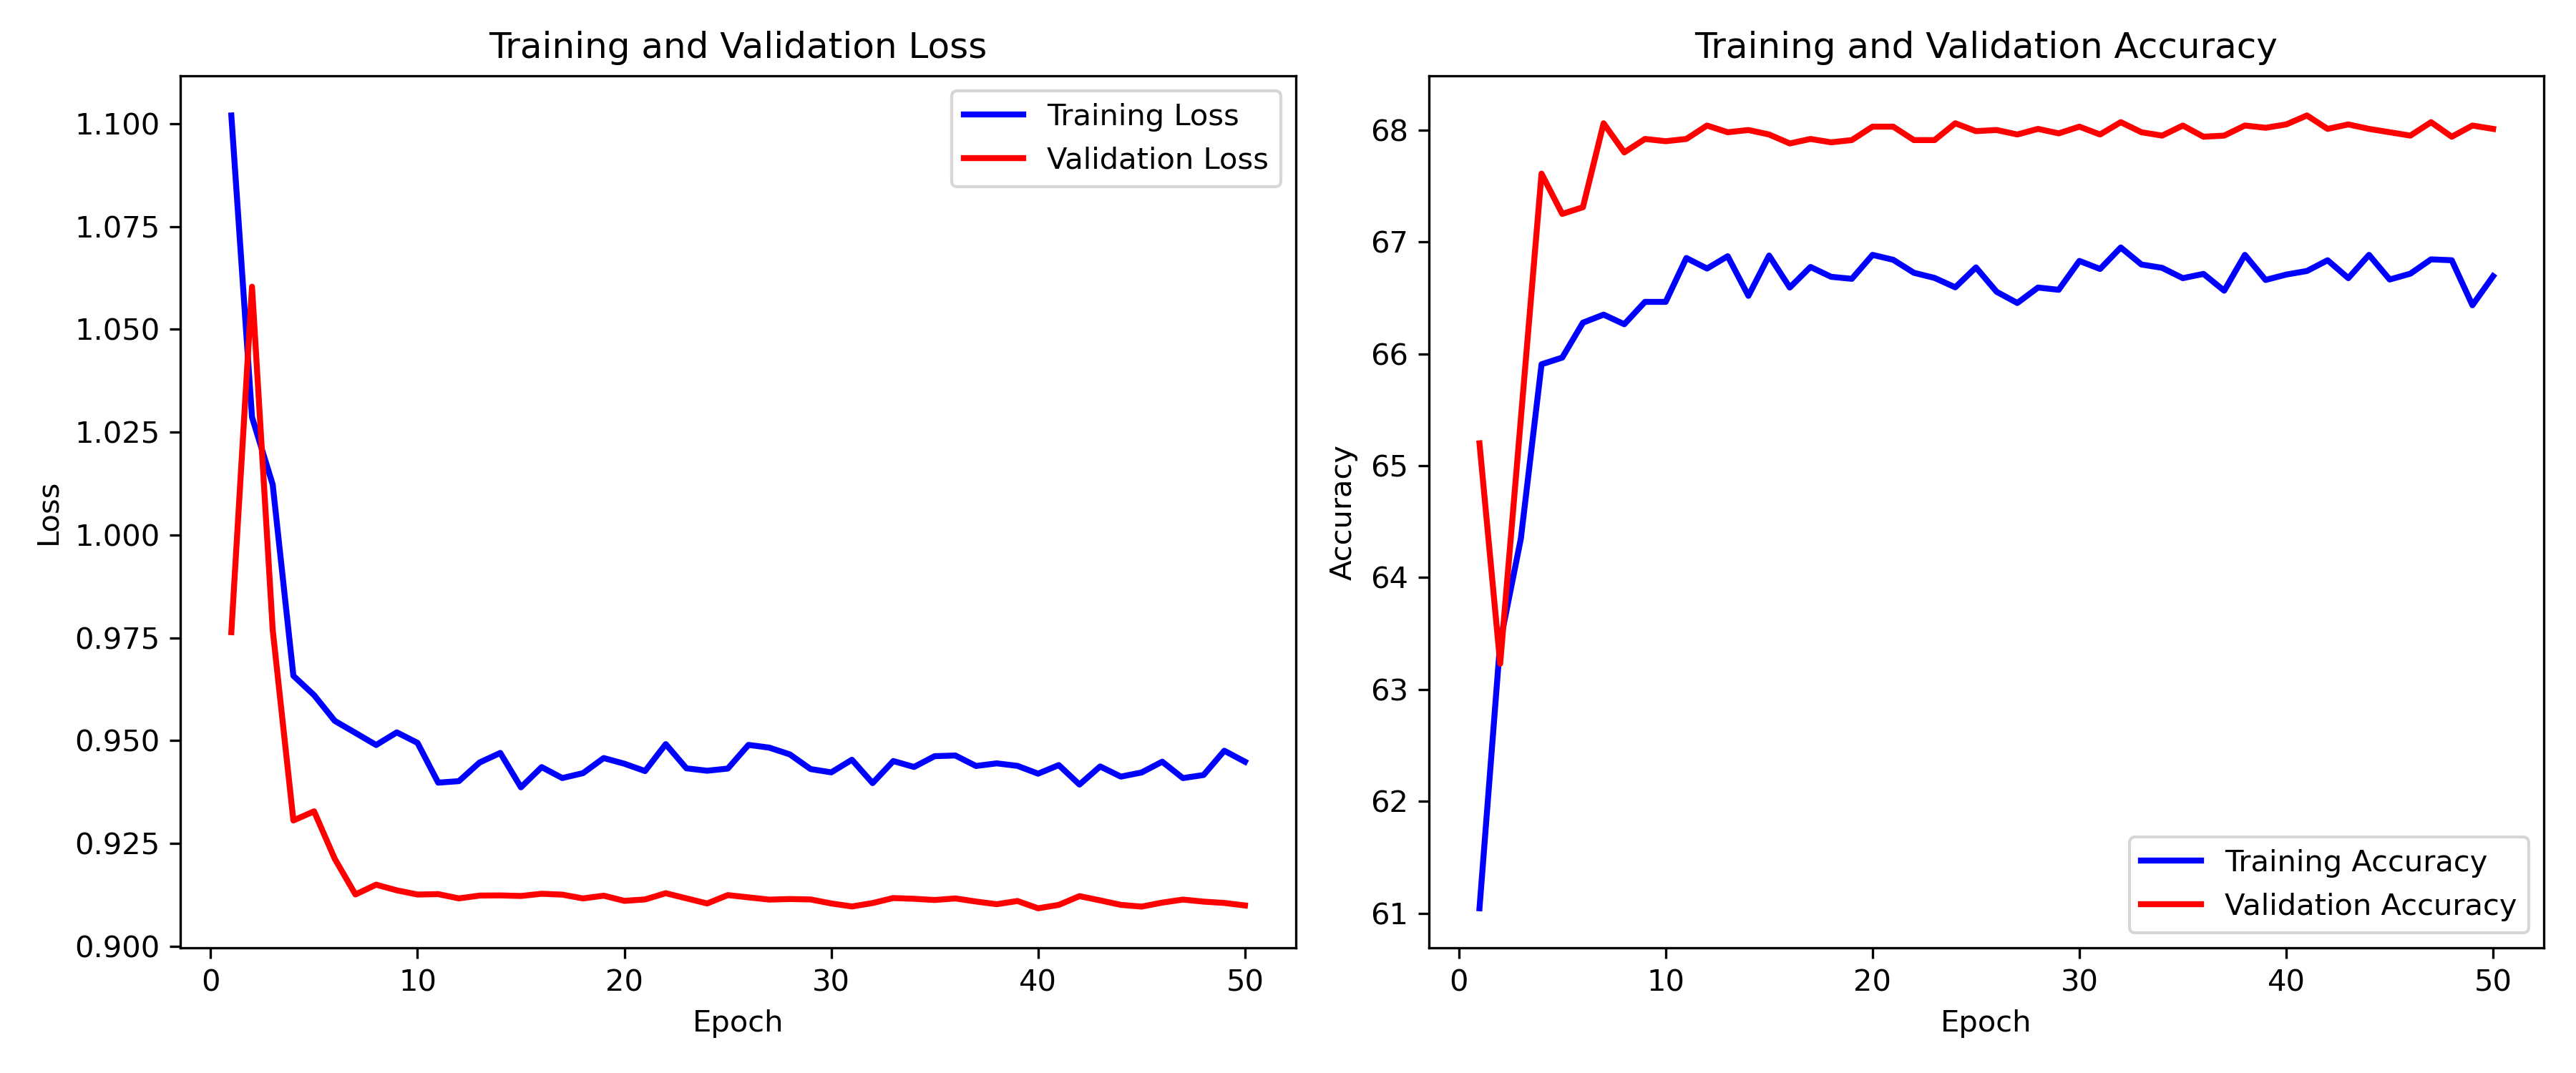 Training and Validation Loss
1.100
1.075
1.050
1.025
1.000
0.975
0.950
0.925
0.900
Loss
Training Loss
Validation Loss
0 10 20 30 40 50
Epoch
Training and Validation Accuracy
68
67
66
65
64
63
62
61
Accuracy
Training Accuracy
Validation Accuracy
0 10 20 30 40 50
Epoch